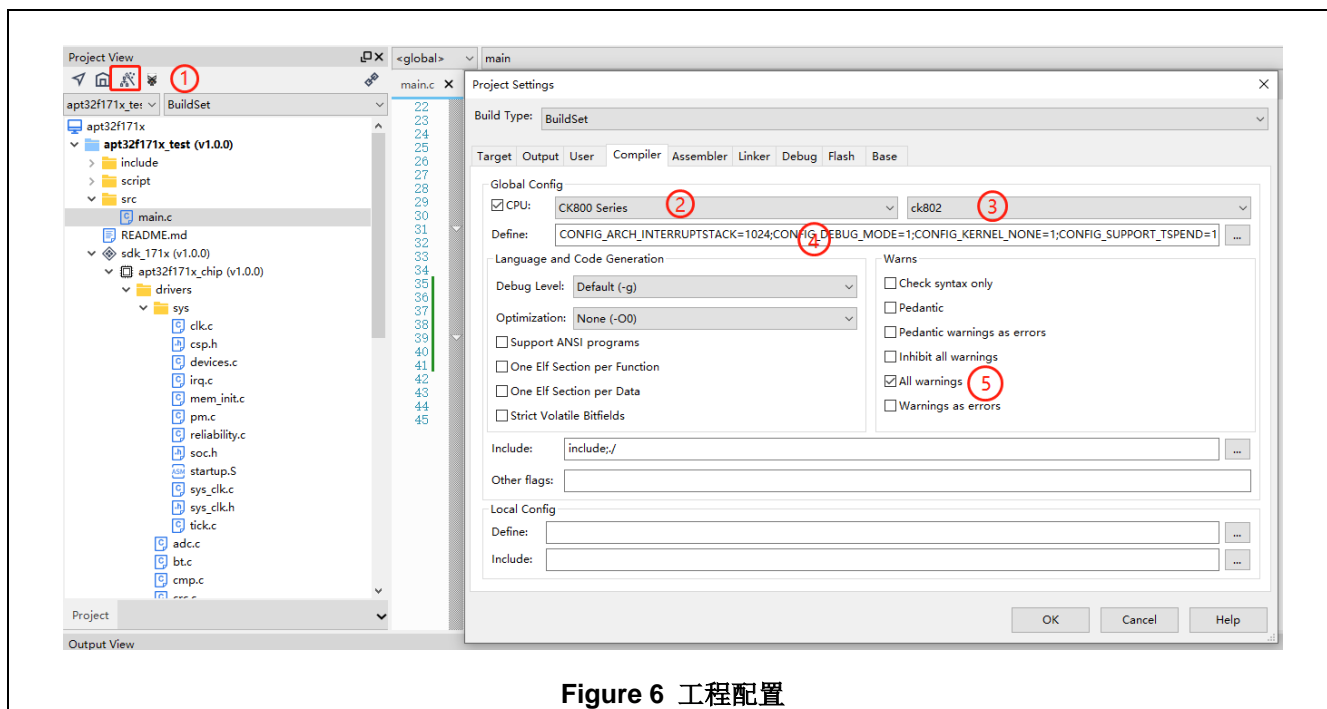 Project View
<global>
main
①
main.c
apt32f171x_tes
BuildSet
apt32f171x
apt32f171x_test (v1.0.0)
include
script
src
main.c
README.md
sdk_171x (v1.0.0)
apt32f171x_chip (v1.0.0)
drivers
sys
clk.c
csp.h
devices.c
irq.c
mem_init.c
pm.c
reliability.c
soc.h
ASM
startup.S
sys_clk.c
sys_clk.h
tick.c
adc.c
bt.c
cmp.c
Project
Output View
22
23
24
25
26
27
28
29
30
31
32
33
34
35
36
37
38
39
40
41
42
43
44
45
Project Settings
Build Type: BuildSet
Target Output User Compiler Assembler Linker Debug Flash Base
Global Config
CPU: CK800 Series ② ck802 ③
Define: CONFIG_ARCH_INTERRUPTSTACK=1024;CONFIG_DEBUG_MODE=1;CONFIG_KERNEL_NONE=1;CONFIG_SUPPORT_TSPEND=1 ...
④
Language and Code Generation
Debug Level: Default (-g)
Optimization: None (-O0)
Support ANSI programs
One Elf Section per Function
One Elf Section per Data
Strict Volatile Bitfields
Warns
Check syntax only
Pedantic
Pedantic warnings as errors
Inhibit all warnings
All warnings ⑤
Warnings as errors
Include: include;./ ...
Other flags:
Local Config
Define: ...
Include: ...
OK Cancel Help
Figure 6 工程配置